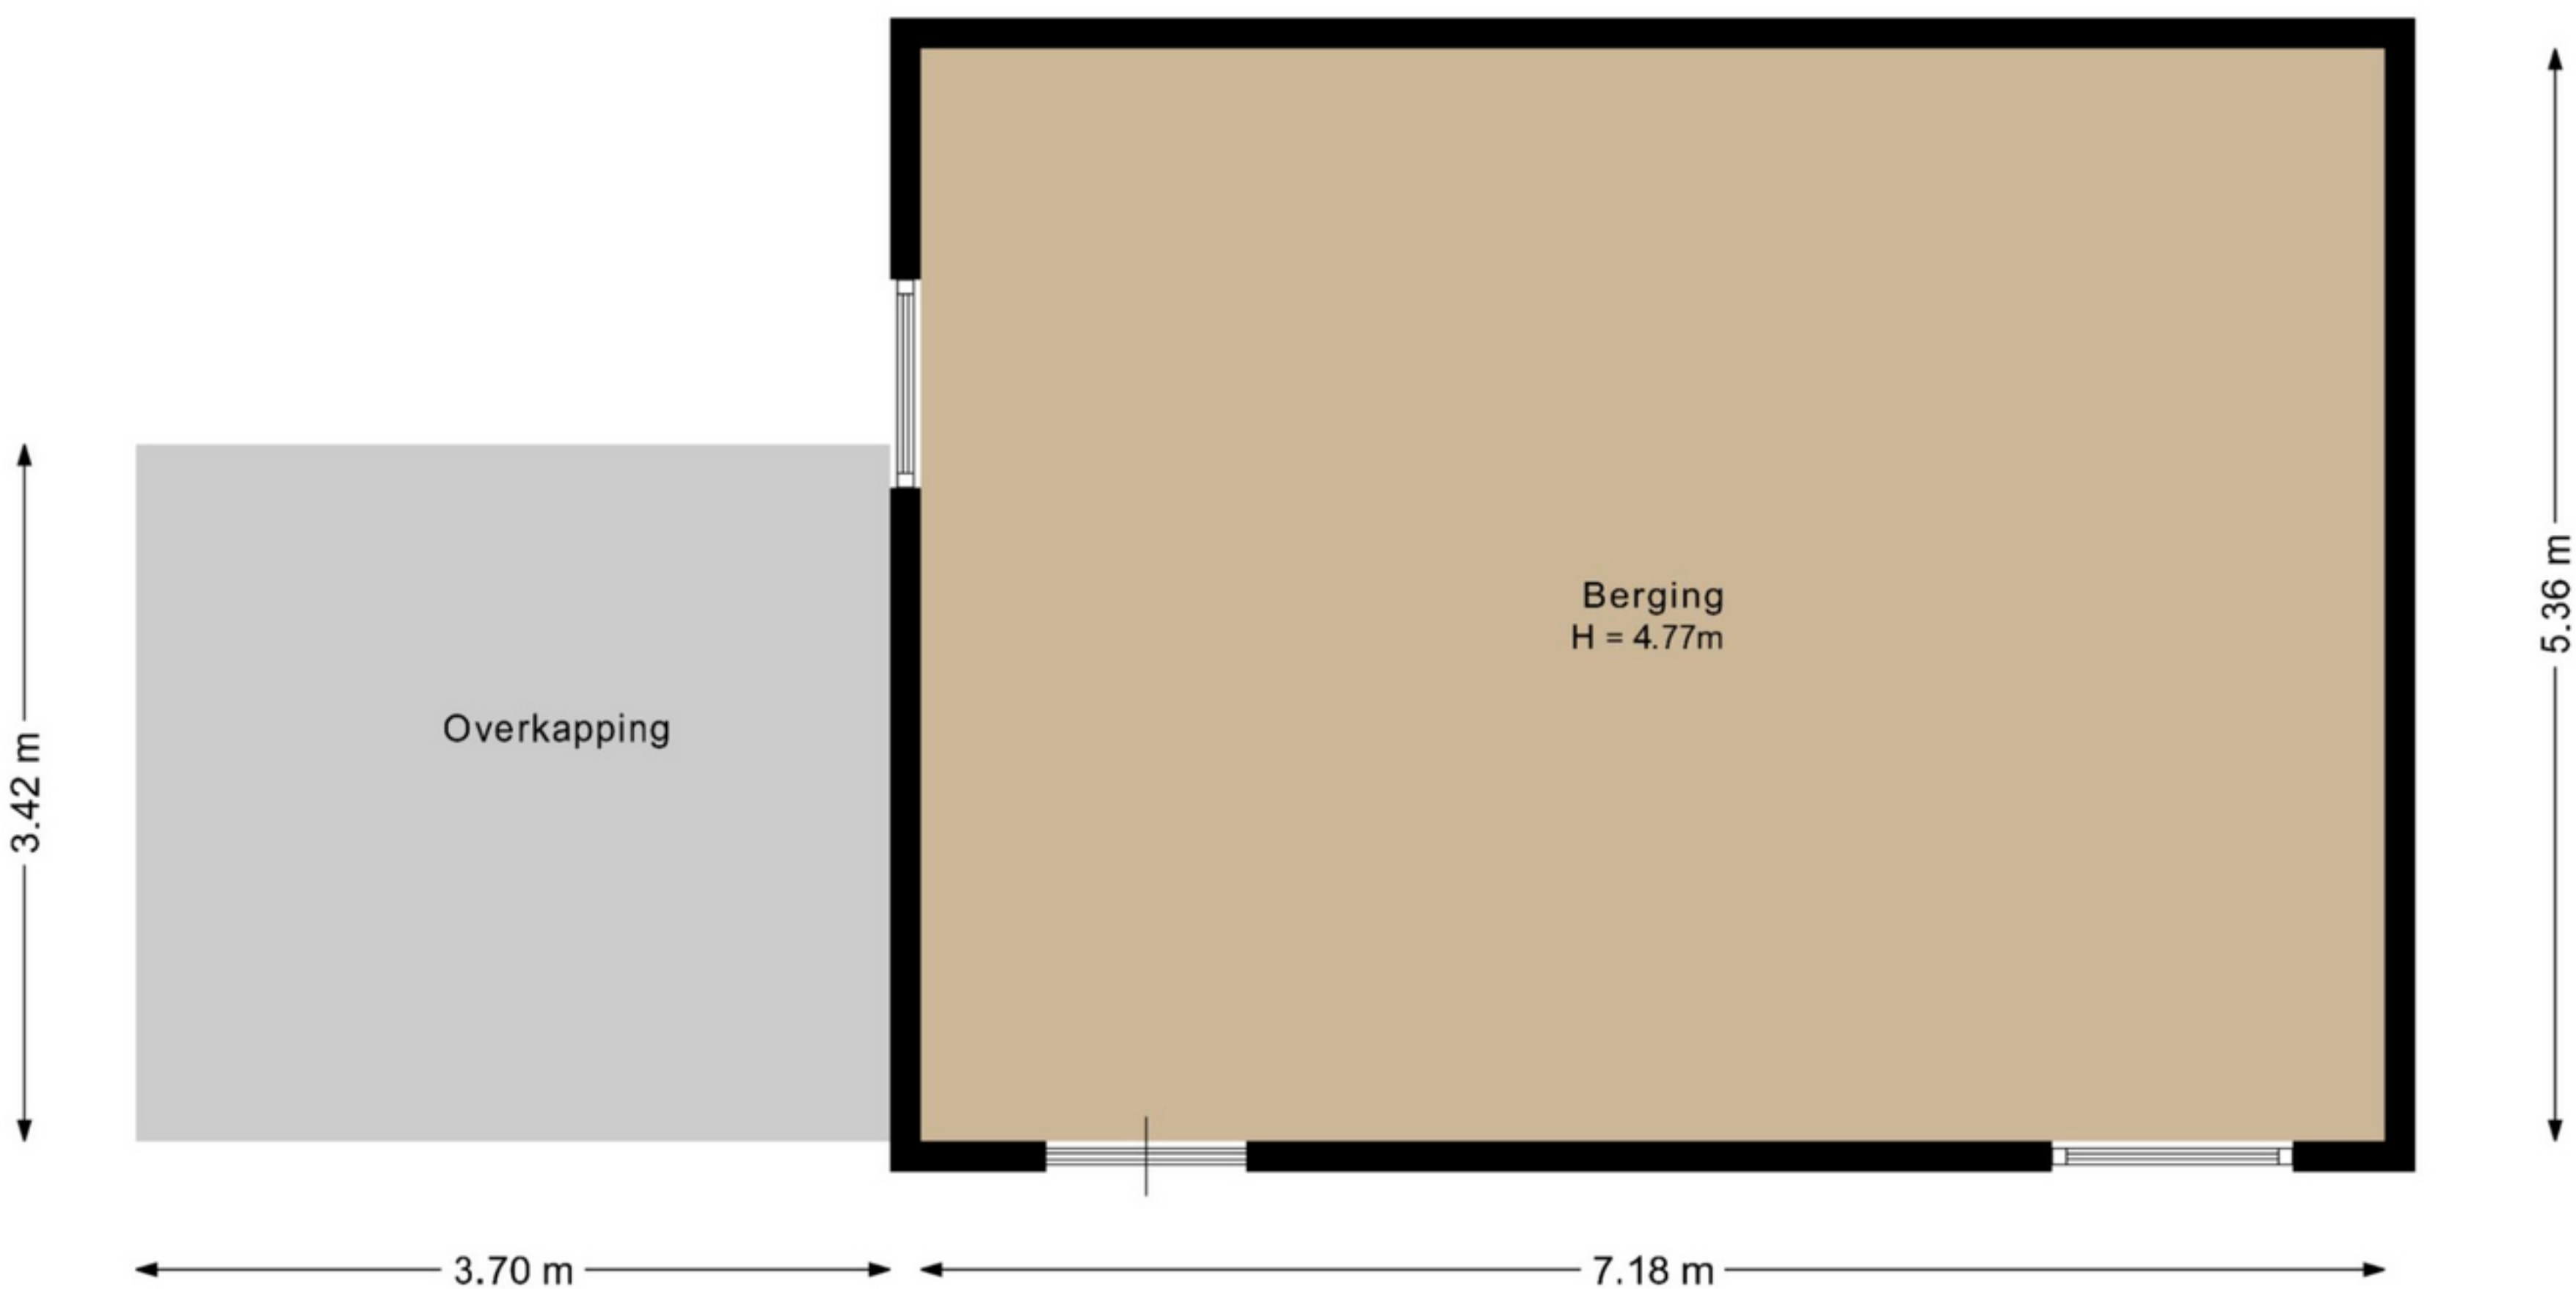 Berging
H = 4.77m
5.36 m
Overkapping
3.42 m
3.70 m
7.18 m